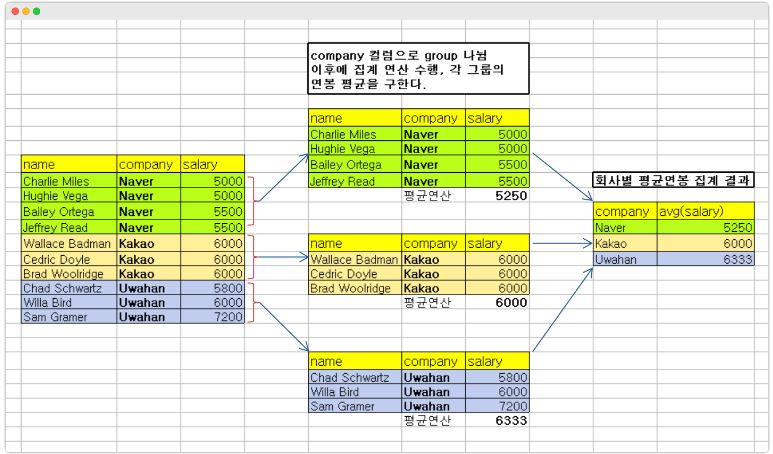 company 컬럼으로 group 나뉨
이후에 집계 연산 수행, 각 그룹의
연봉 평균을 구한다.
name company salary
Charlie Miles Naver 5000
Hughie Vega Naver 5000
Bailey Ortega Naver 5500
Jeffrey Read Naver 5500
Wallace Badman Kakao 6000
Cedric Doyle Kakao 6000
Brad Woolridge Kakao 6000
Chad Schwartz Uwahan 5800
Willa Bird Uwahan 6000
Sam Gramer Uwahan 7200
name company salary
Charlie Miles Naver 5000
Hughie Vega Naver 5000
Bailey Ortega Naver 5500
Jeffrey Read Naver 5500
평균연산 5250
name company salary
Wallace Badman Kakao 6000
Cedric Doyle Kakao 6000
Brad Woolridge Kakao 6000
평균연산 6000
name company salary
Chad Schwartz Uwahan 5800
Willa Bird Uwahan 6000
Sam Gramer Uwahan 7200
평균연산 6333
회사별 평균연봉 집계 결과
company avg(salary)
Naver 5250
Kakao 6000
Uwahan 6333